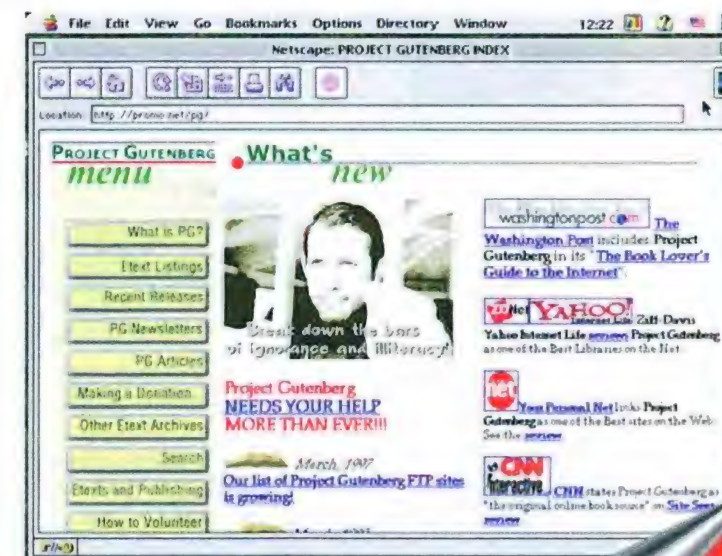 File Edit View Go Bookmarks Options Directory Window 12:22
Netscape: PROJECT GUTENBERG INDEX
Location: http://promo.net/pg/
PROJECT GUTENBERG
menu
What is PG?
Etext Listings
Recent Releases
PG Newsletters
PG Articles
Making a Donation
Other Etext Archives
Search
Etexts and Publishing
How to Volunteer
What's
new
Break down the bars
of ignorance and illiteracy!
Project Gutenberg
NEEDS YOUR HELP
MORE THAN EVER!!!
March, 1997
Our list of Project Gutenberg FTP sites
is growing!
washingtonpost.com The
Washington Post includes Project
Gutenberg in its "The Book Lover's
Guide to the Internet".
Net YAHOO!
Internet Life Ziff-Davis
Yahoo Internet Life review Project Gutenberg
as one of the Best Libraries on the Net.
net
Your Personal Net links Project
Gutenberg as one of the Best sites on the Web.
See the review
CNN
Interactive CNN states Project Gutenberg as
"the original online book source" on Site
review